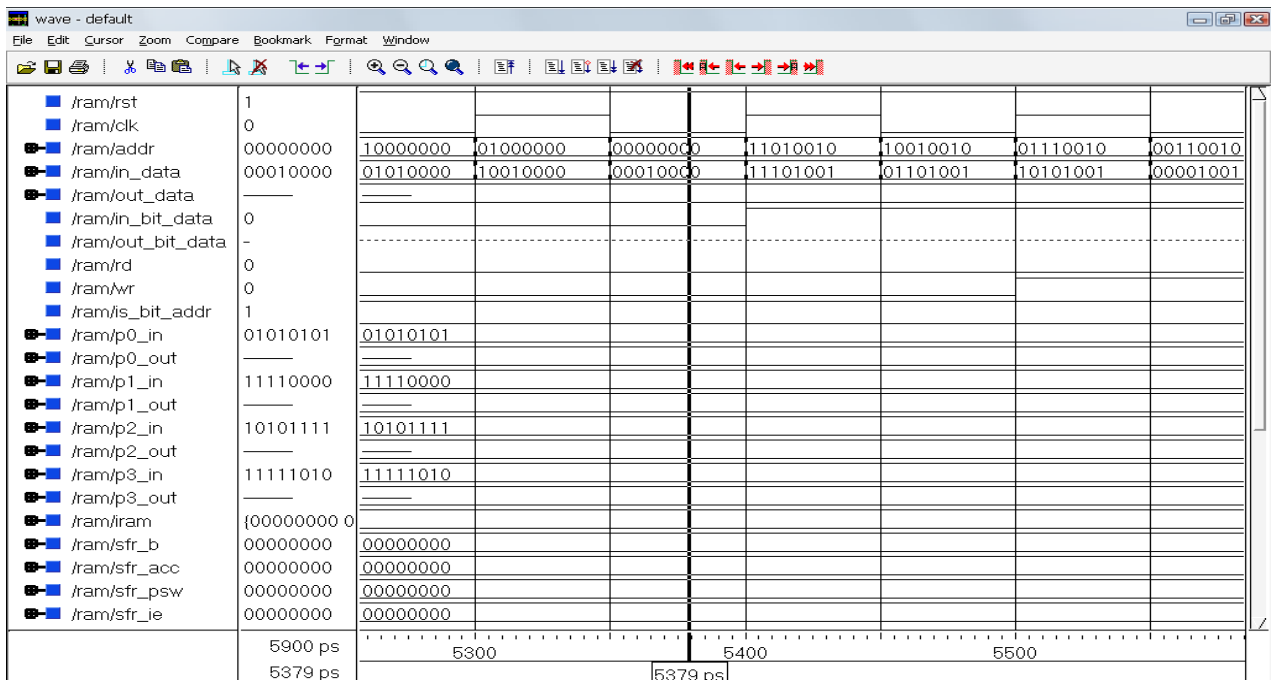 wave - default
File Edit Cursor Zoom Compare Bookmark Format Window
/ram/rst 1
/ram/clk 0
/ram/addr 00000000 10000000 01000000 00000000 11010010 10010010 01110010 00110010
/ram/in_data 00010000 01010000 10010000 00010000 11101001 01101001 10101001 00001001
/ram/out_data
/ram/in_bit_data 0
/ram/out_bit_data -
/ram/rd 0
/ram/wr 0
/ram/is_bit_addr 1
/ram/p0_in 01010101 01010101
/ram/p0_out
/ram/p1_in 11110000 11110000
/ram/p1_out
/ram/p2_in 10101111 10101111
/ram/p2_out
/ram/p3_in 11111010 11111010
/ram/p3_out
/ram/iram {00000000 0
/ram/sfr_b 00000000 00000000
/ram/sfr_acc 00000000 00000000
/ram/sfr_psw 00000000 00000000
/ram/sfr_ie 00000000 00000000
5900 ps 5300 5400 5500
5379 ps 5379 ps